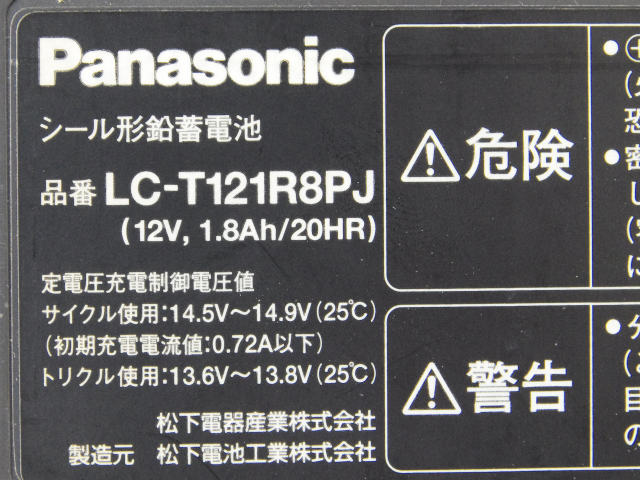 Panasonic
シール形鉛蓄電池
品番 LC-T121R8PJ
(12V, 1.8Ah/20HR)
定電圧充電制御電圧値
サイクル使用:14.5V〜14.9V(25℃)
(初期充電電流値:0.72A以下)
トリクル使用:13.6V〜13.8V(25℃)
松下電器産業株式会社
製造元 松下電池工業株式会社
⚠危険
⚠警告